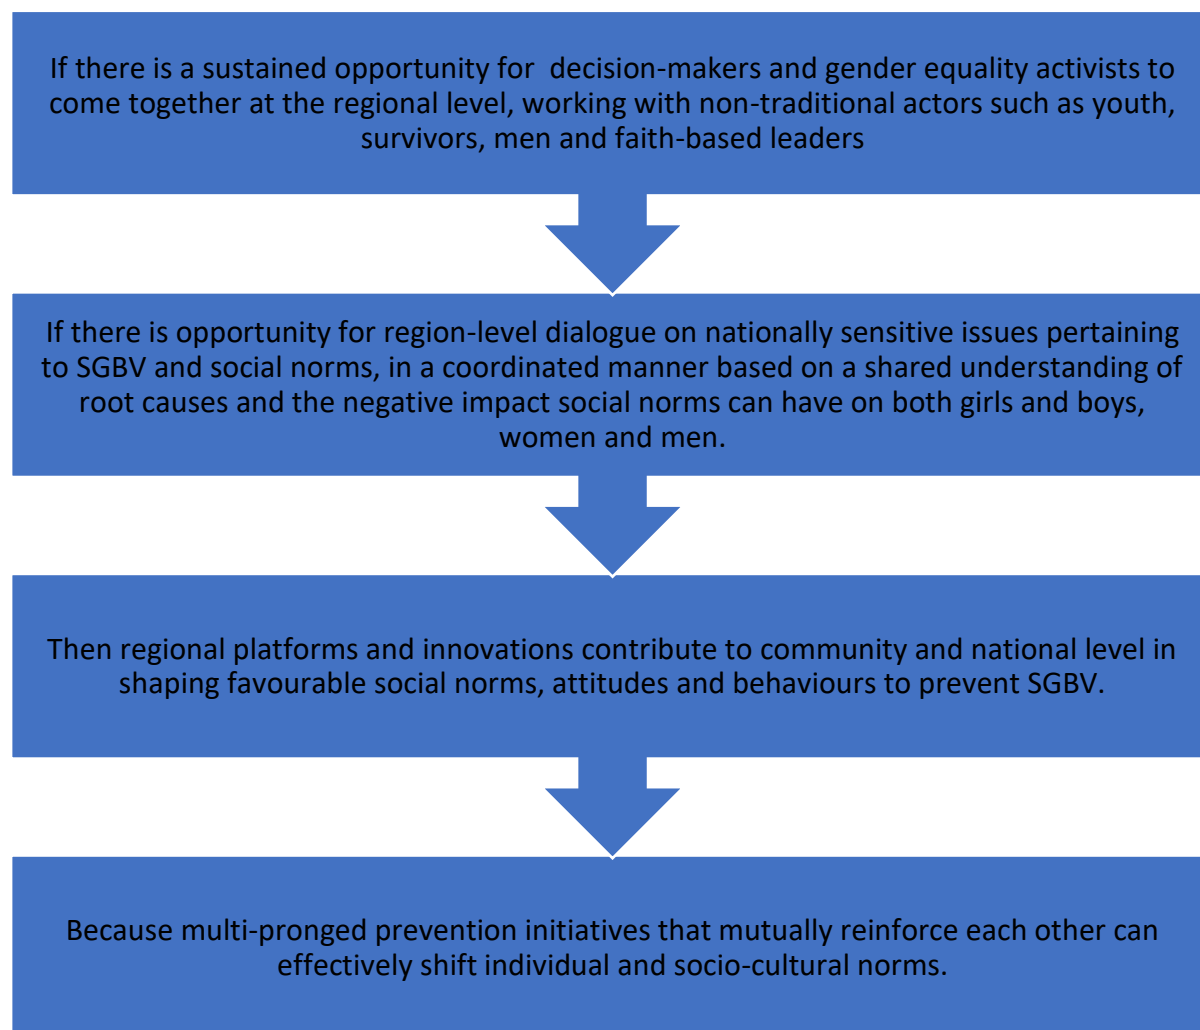 If there is a sustained opportunity for  decision-makers and gender equality activists to
come together at the regional level, working with non-traditional actors such as youth,
survivors, men and faith-based leaders
If there is opportunity for region-level dialogue on nationally sensitive issues pertaining
to SGBV and social norms, in a coordinated manner based on a shared understanding of
root causes and the negative impact social norms can have on both girls and boys,
women and men.
Then regional platforms and innovations contribute to community and national level in
shaping favourable social norms, attitudes and behaviours to prevent SGBV.
Because multi-pronged prevention initiatives that mutually reinforce each other can
effectively shift individual and socio-cultural norms.